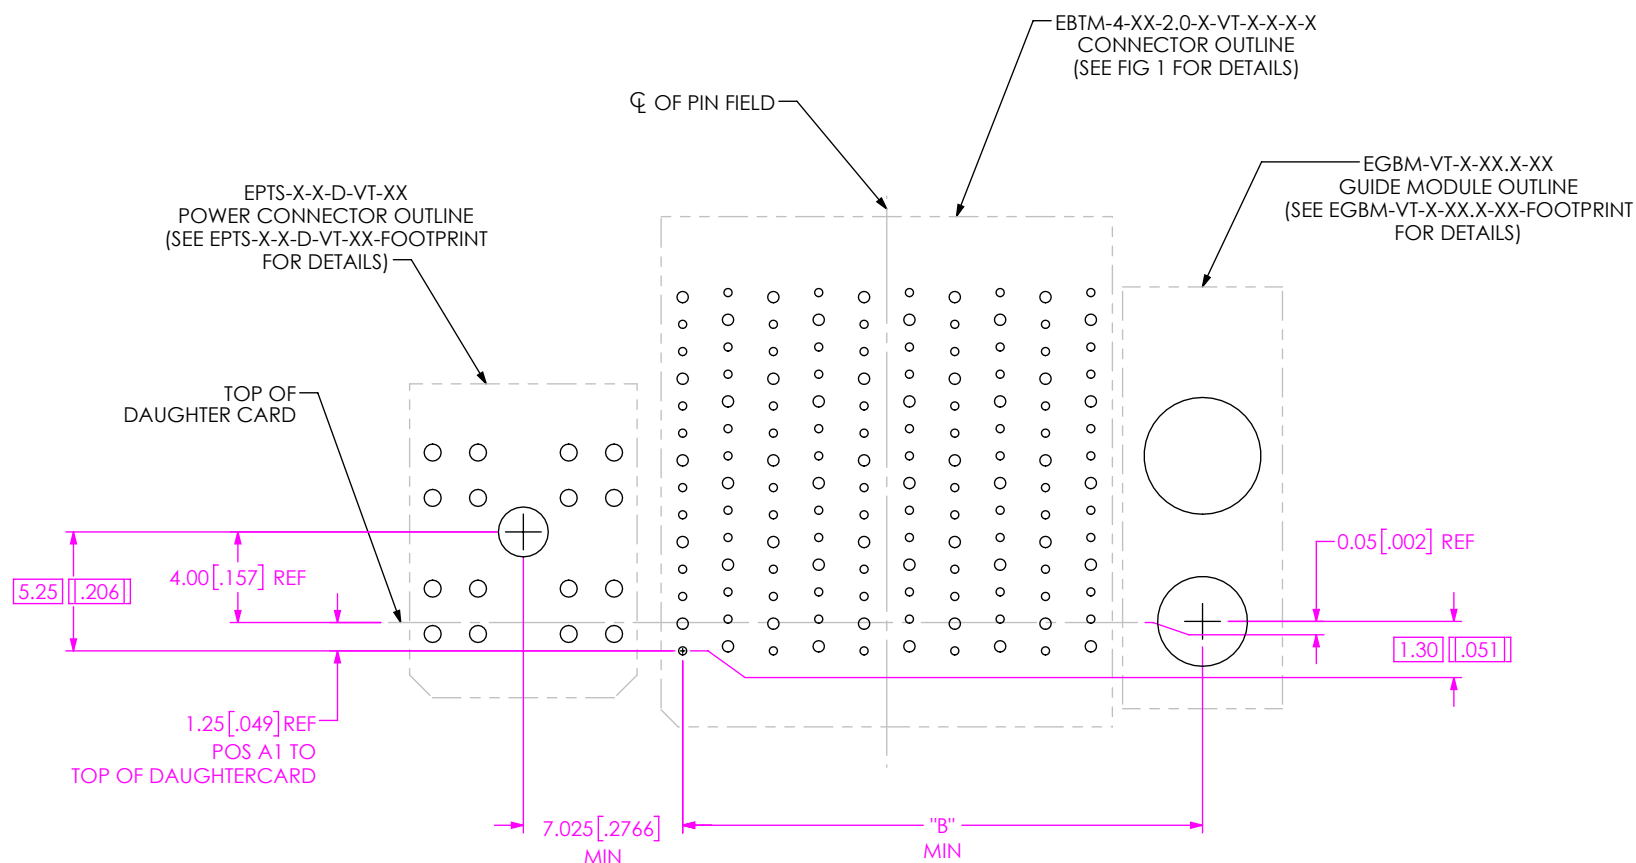 EBTM-4-XX-2.0-X-VT-X-X-X-X
CONNECTOR OUTLINE
(SEE FIG 1 FOR DETAILS)
℄ OF PIN FIELD
EGBM-VT-X-XX.X-XX
GUIDE MODULE OUTLINE
(SEE EGBM-VT-X-XX.X-XX-FOOTPRINT
FOR DETAILS)
EPTS-X-X-D-VT-XX
POWER CONNECTOR OUTLINE
(SEE EPTS-X-X-D-VT-XX-FOOTPRINT
FOR DETAILS)
TOP OF
DAUGHTER CARD
0.05[.002] REF
4.00[.157] REF
5.25[.206]
1.30[.051]
1.25[.049]REF
POS A1 TO
TOP OF DAUGHTERCARD
7.025[.2766]
MIN
"B"
MIN